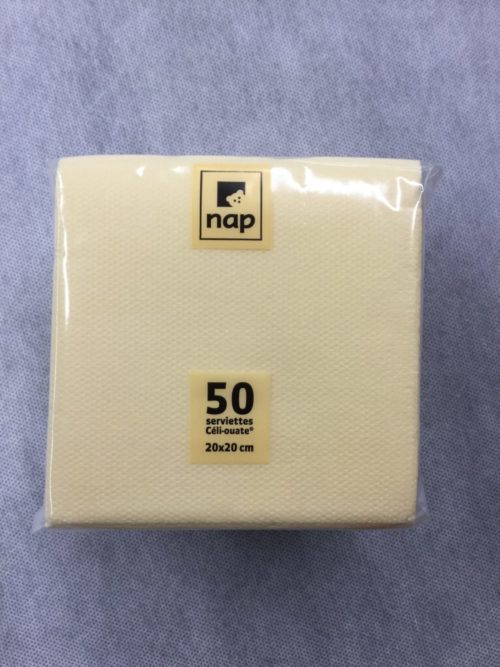 nap
50
serviettes
Céli-ouate®
20x20 cm